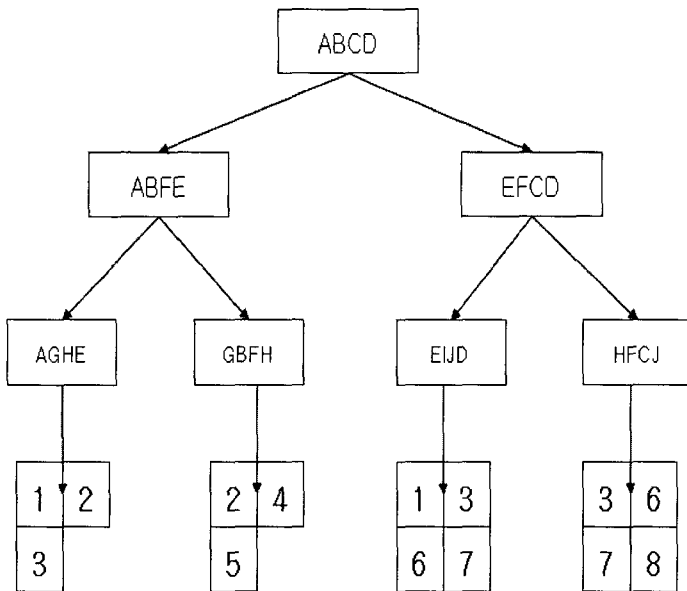 ABCD
ABFE EFCD
AGHE GBFH EIJD HFCJ
1 2 2 4 1 3 3 6
3 5 6 7 7 8